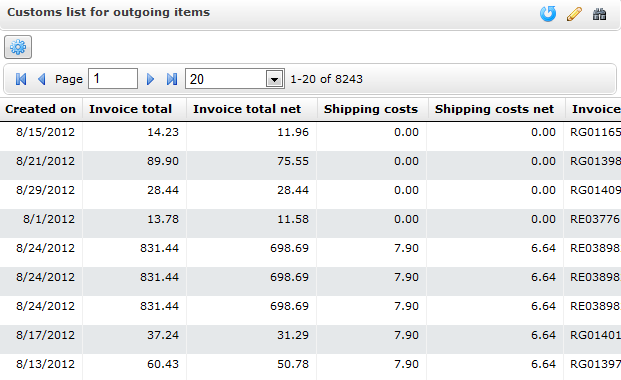 Customs list for outgoing items
Page 1 20 1-20 of 8243
Created on Invoice total Invoice total net Shipping costs Shipping costs net Invoice
8/15/2012 14.23 11.96 0.00 0.00 RG01165
8/21/2012 89.90 75.55 0.00 0.00 RG01398
8/29/2012 28.44 28.44 0.00 0.00 RG01409
8/1/2012 13.78 11.58 0.00 0.00 RE03776
8/24/2012 831.44 698.69 7.90 6.64 RE03898
8/24/2012 831.44 698.69 7.90 6.64 RE03898
8/24/2012 831.44 698.69 7.90 6.64 RE03898
8/17/2012 37.24 31.29 7.90 6.64 RG01401
8/13/2012 60.43 50.78 7.90 6.64 RG01397